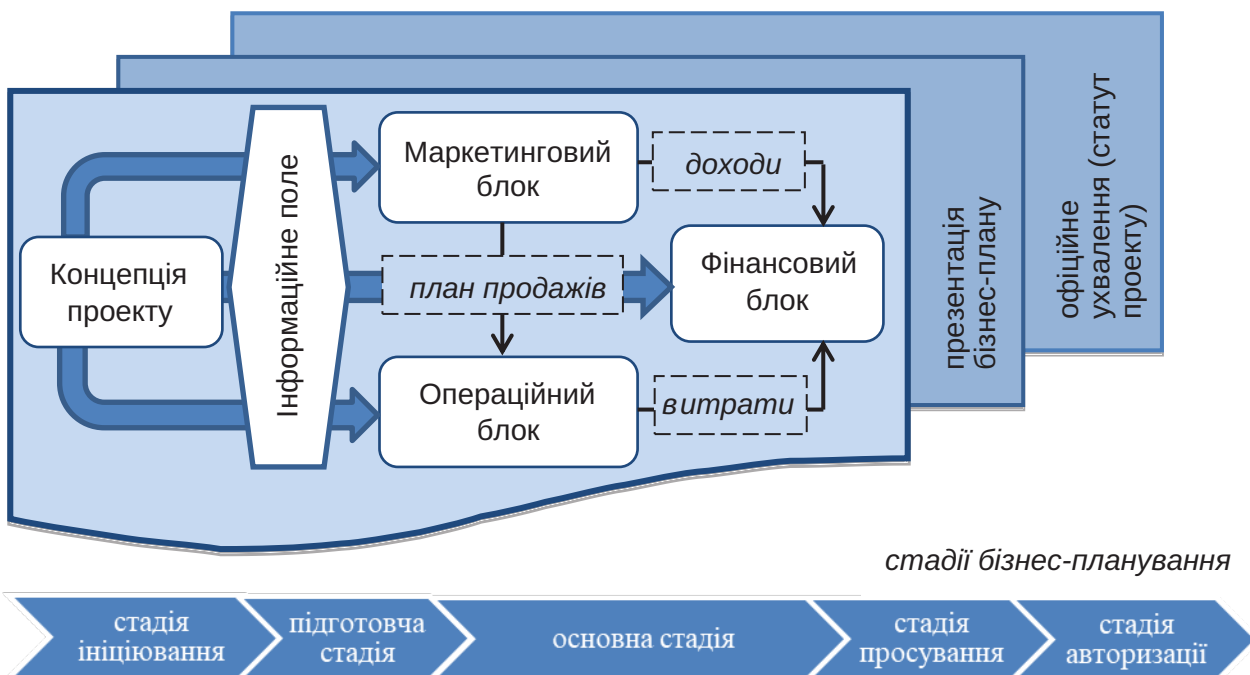 Концепція
проекту
Інформаційне поле
Маркетинговий
блок
план продажів
Операційний
блок
доходи
Фінансовий
блок
витрати
презентація
бізнес-плану
офіційне
ухвалення (статут
проекту)
стадії бізнес-планування
стадія
ініціювання
підготовча
стадія
основна стадія
стадія
просування
стадія
авторизації